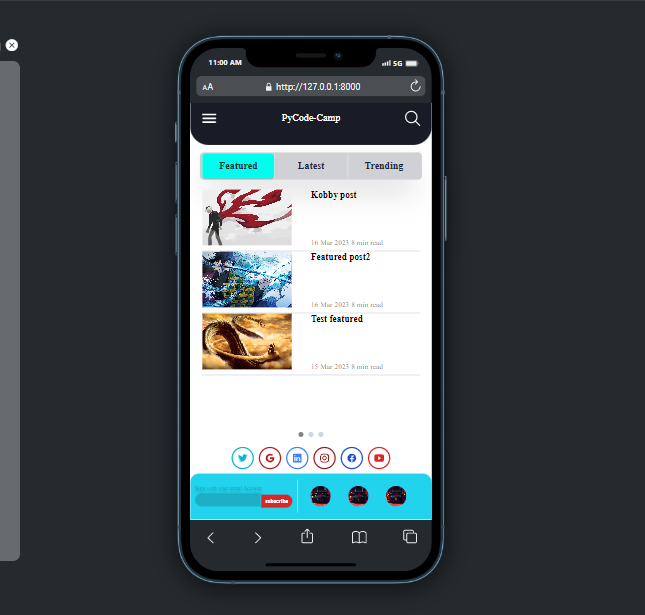 11:00 AM 5G
AA http://127.0.0.1:8000
PyCode-Camp
Featured Latest Trending
Kobby post
16 Mar 2023 8 min read
Featured post2
16 Mar 2023 8 min read
Test featured
15 Mar 2023 8 min read
subscribe